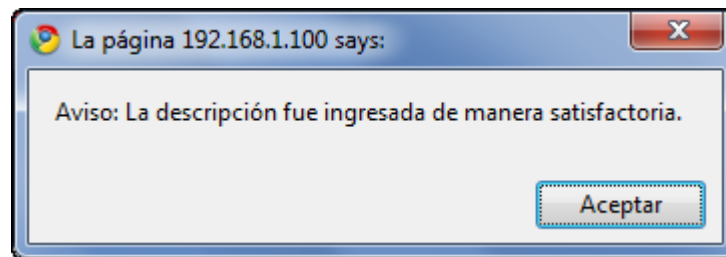 La página 192.168.1.100 says:
Aviso: La descripción fue ingresada de manera satisfactoria.
Aceptar